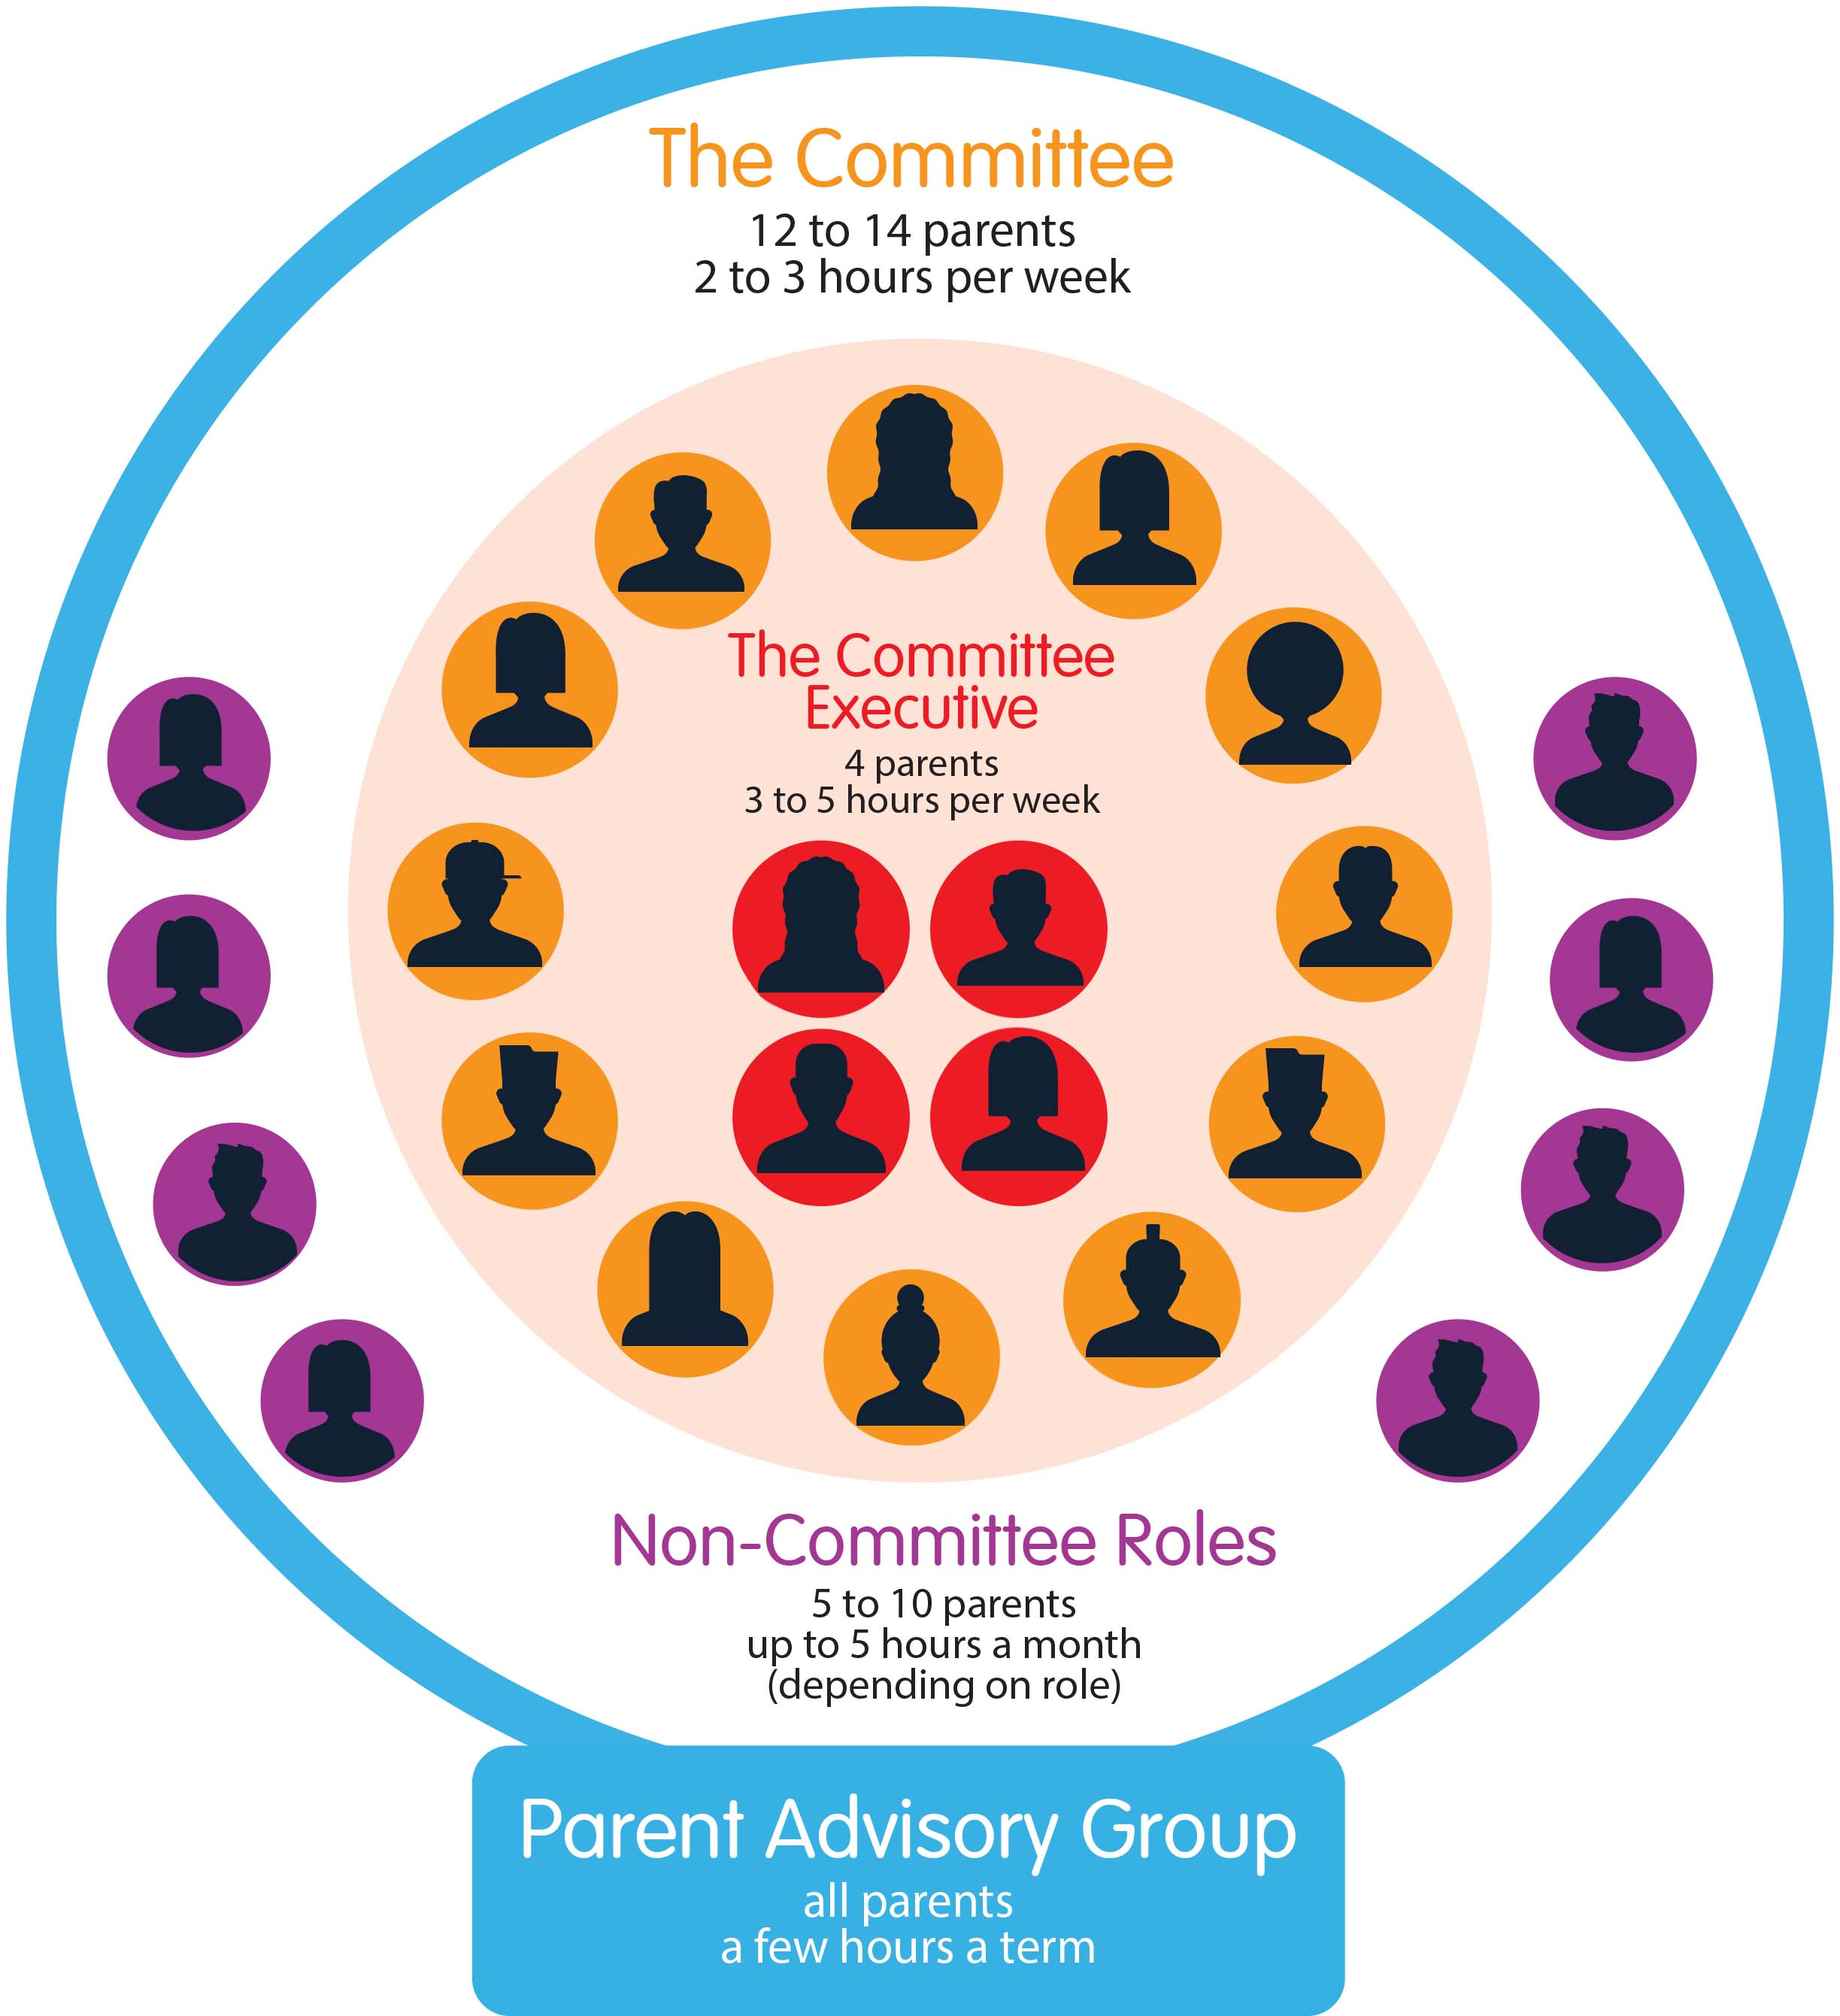 The Committee
12 to 14 parents
2 to 3 hours per week
The Committee
Executive
4 parents
3 to 5 hours per week
Non-Committee Roles
5 to 10 parents
up to 5 hours a month
(depending on role)
Parent Advisory Group
all parents
a few hours a term